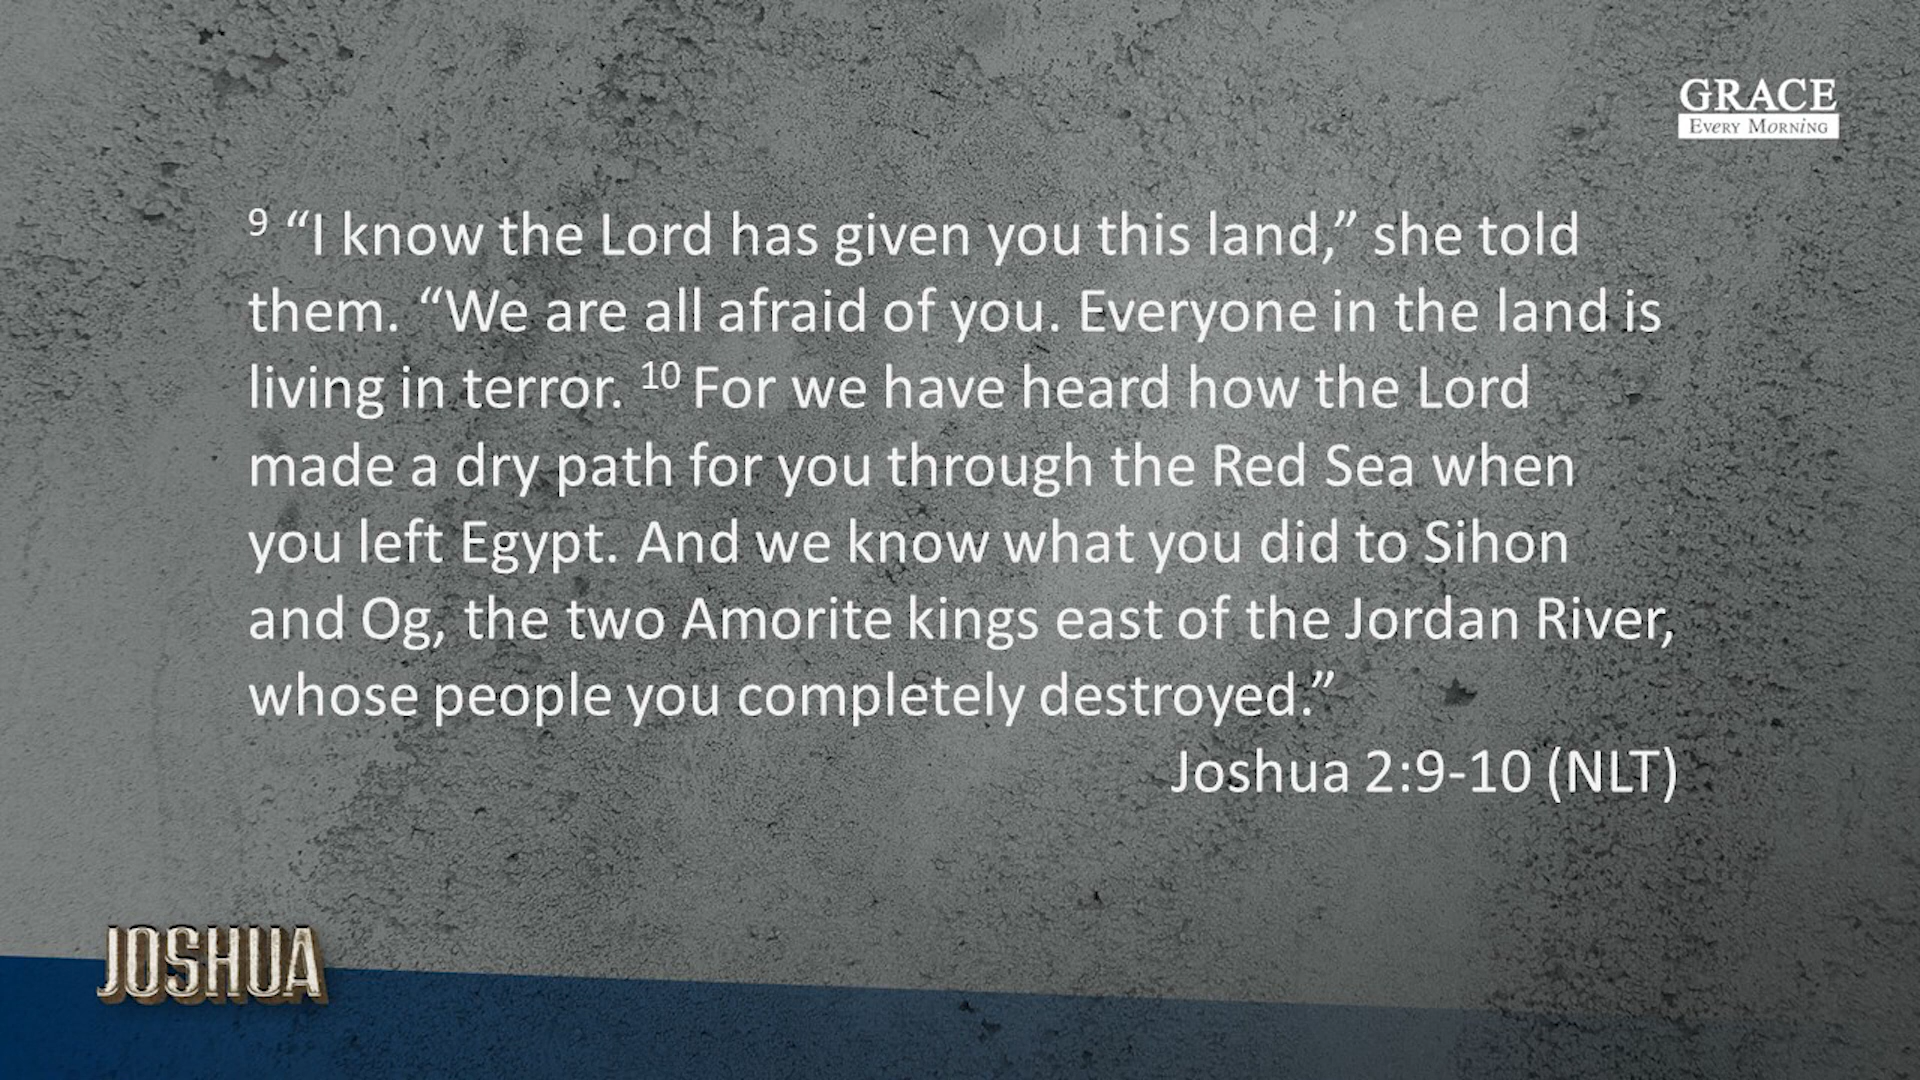 GRACE
Every Morning
9 “I know the Lord has given you this land,” she told
them. “We are all afraid of you. Everyone in the land is
living in terror. 10 For we have heard how the Lord
made a dry path for you through the Red Sea when
you left Egypt. And we know what you did to Sihon
and Og, the two Amorite kings east of the Jordan River,
whose people you completely destroyed.”
Joshua 2:9-10 (NLT)
JOSHUA